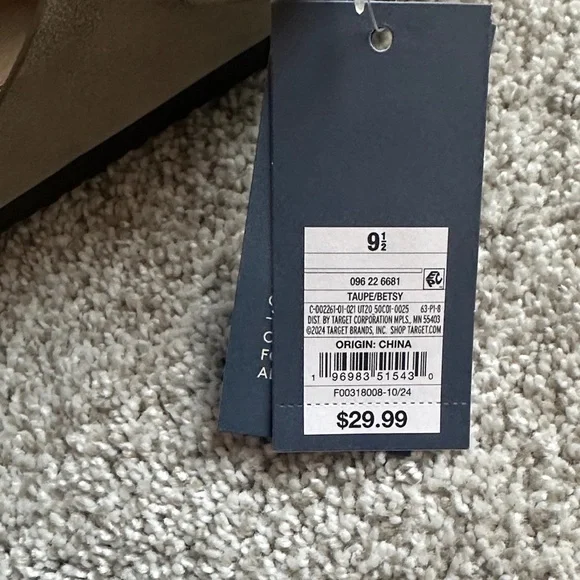 9½
096 22 6681
TAUPE/BETSY
C-002261-01-021 UT20 50C01-0025 63-P1-8
DIST. BY TARGET CORPORATION MPLS., MN 55403
©2024 TARGET BRANDS, INC. SHOP TARGET.COM
ORIGIN: CHINA
1 96983 51543 0
F00318008-10/24
$29.99